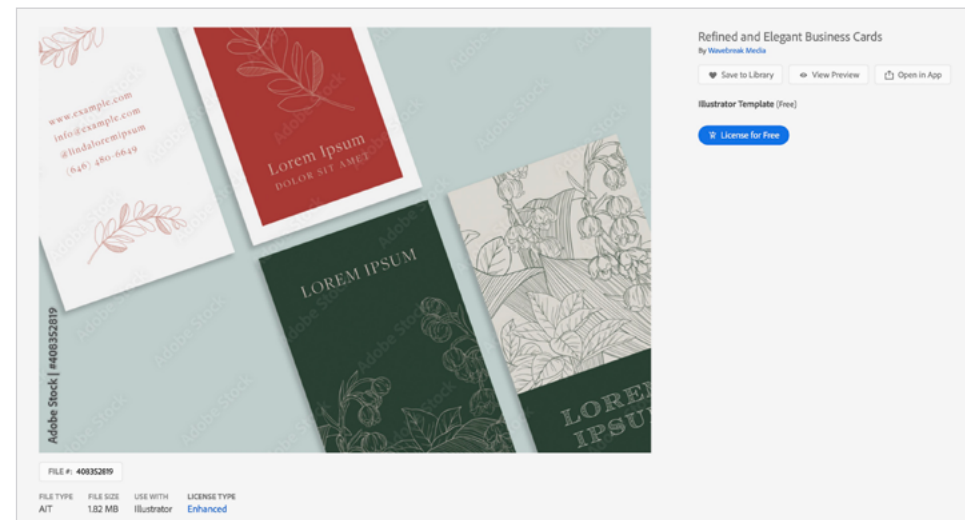 Refined and Elegant Business Cards
By Wavebreak Media
Save to Library
View Preview
Open in App
Illustrator Template (Free)
License for Free
www.example.com
info@example.com
@lindaloremipsum
(646) 480-6649
Lorem Ipsum
DOLOR SIT AMET
LOREM IPSUM
LOREM
IPSU
Adobe Stock | #408352819
FILE #: 408352819
FILE TYPE FILE SIZE USE WITH LICENSE TYPE
AIT 1.82 MB Illustrator Enhanced